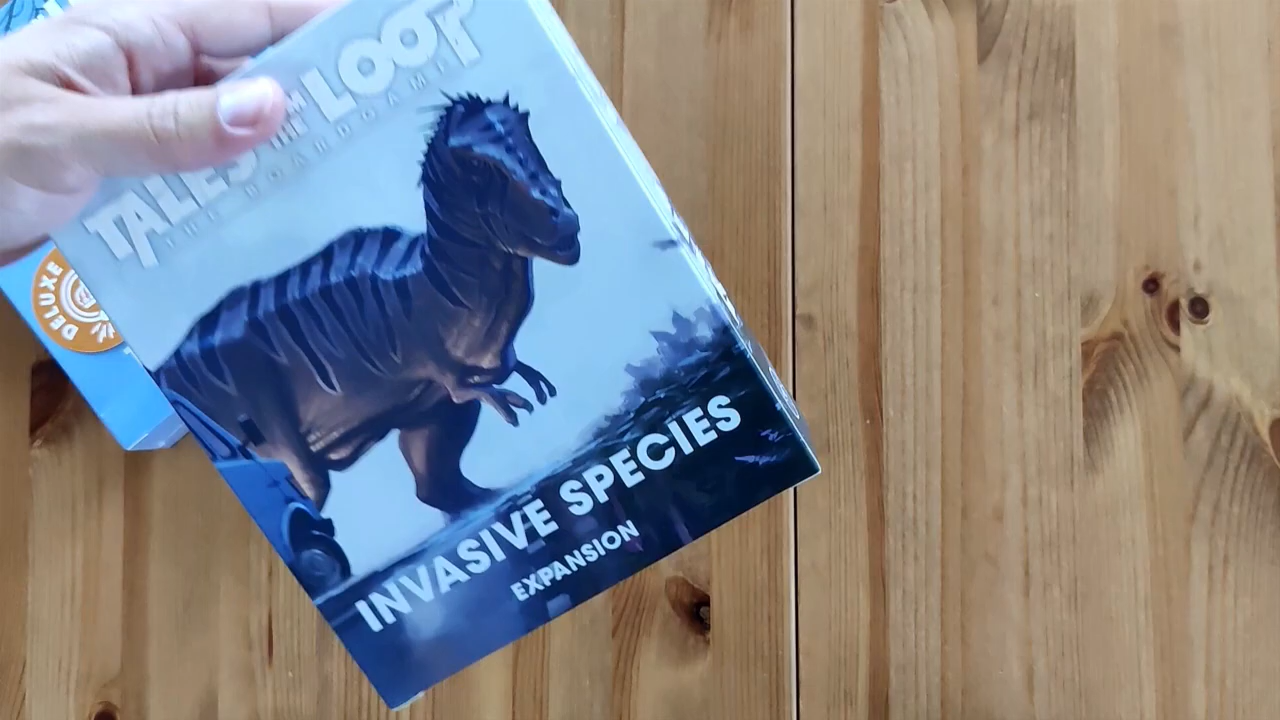 TALES FROM THE LOOP
THE BOARD GAME
INVASIVE SPECIES
EXPANSION
DELUXE